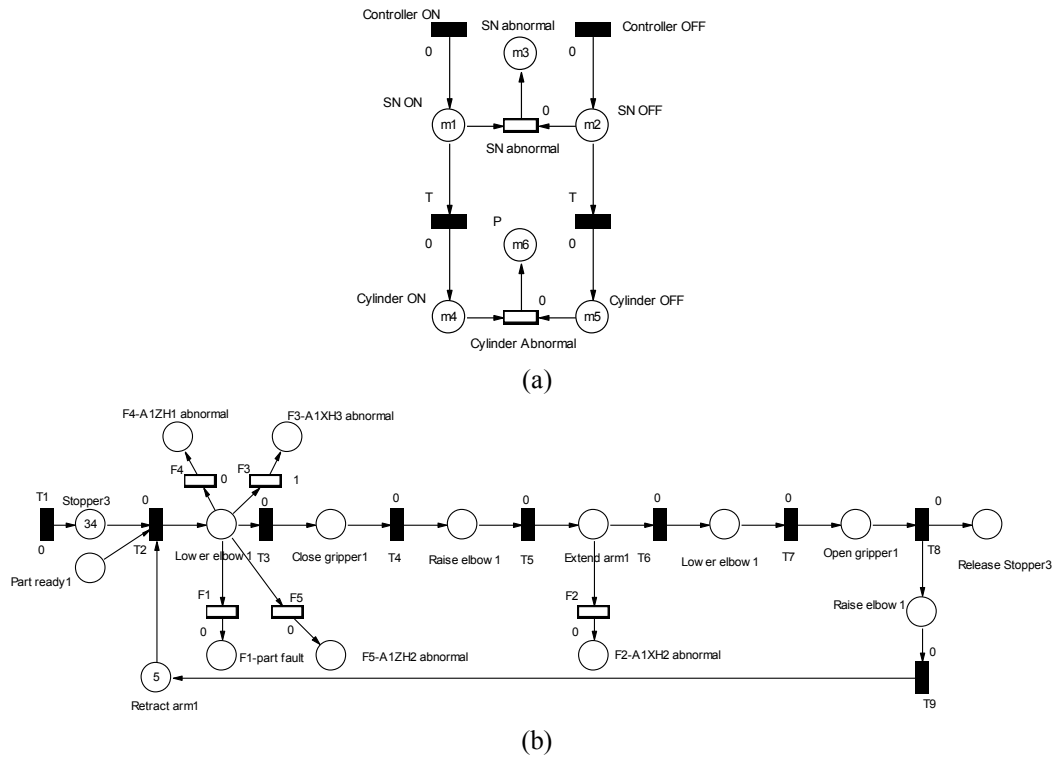 Controller ON
SN abnormal
Controller OFF
0
m3
0
SN ON
0
SN OFF
m1
m2
SN abnormal
T
T
P
0
m6
0
Cylinder ON
0
Cylinder OFF
m4
m5
Cylinder Abnormal
(a)
F4-A1ZH1 abnormal
F3-A1XH3 abnormal
F4
0
F3
1
T1
Stopper3
0
0
0
0
0
0
0
34
0
T2
Lower elbow 1
T3
Close gripper1
T4
Raise elbow 1
T5
Extend arm1
T6
Lower elbow 1
T7
Open gripper1
T8
Release Stopper3
Part ready1
F1
F5
F2
Raise elbow 1
0
0
0
F1-part fault
F5-A1ZH2 abnormal
F2-A1XH2 abnormal
0
5
Retract arm1
T9
(b)